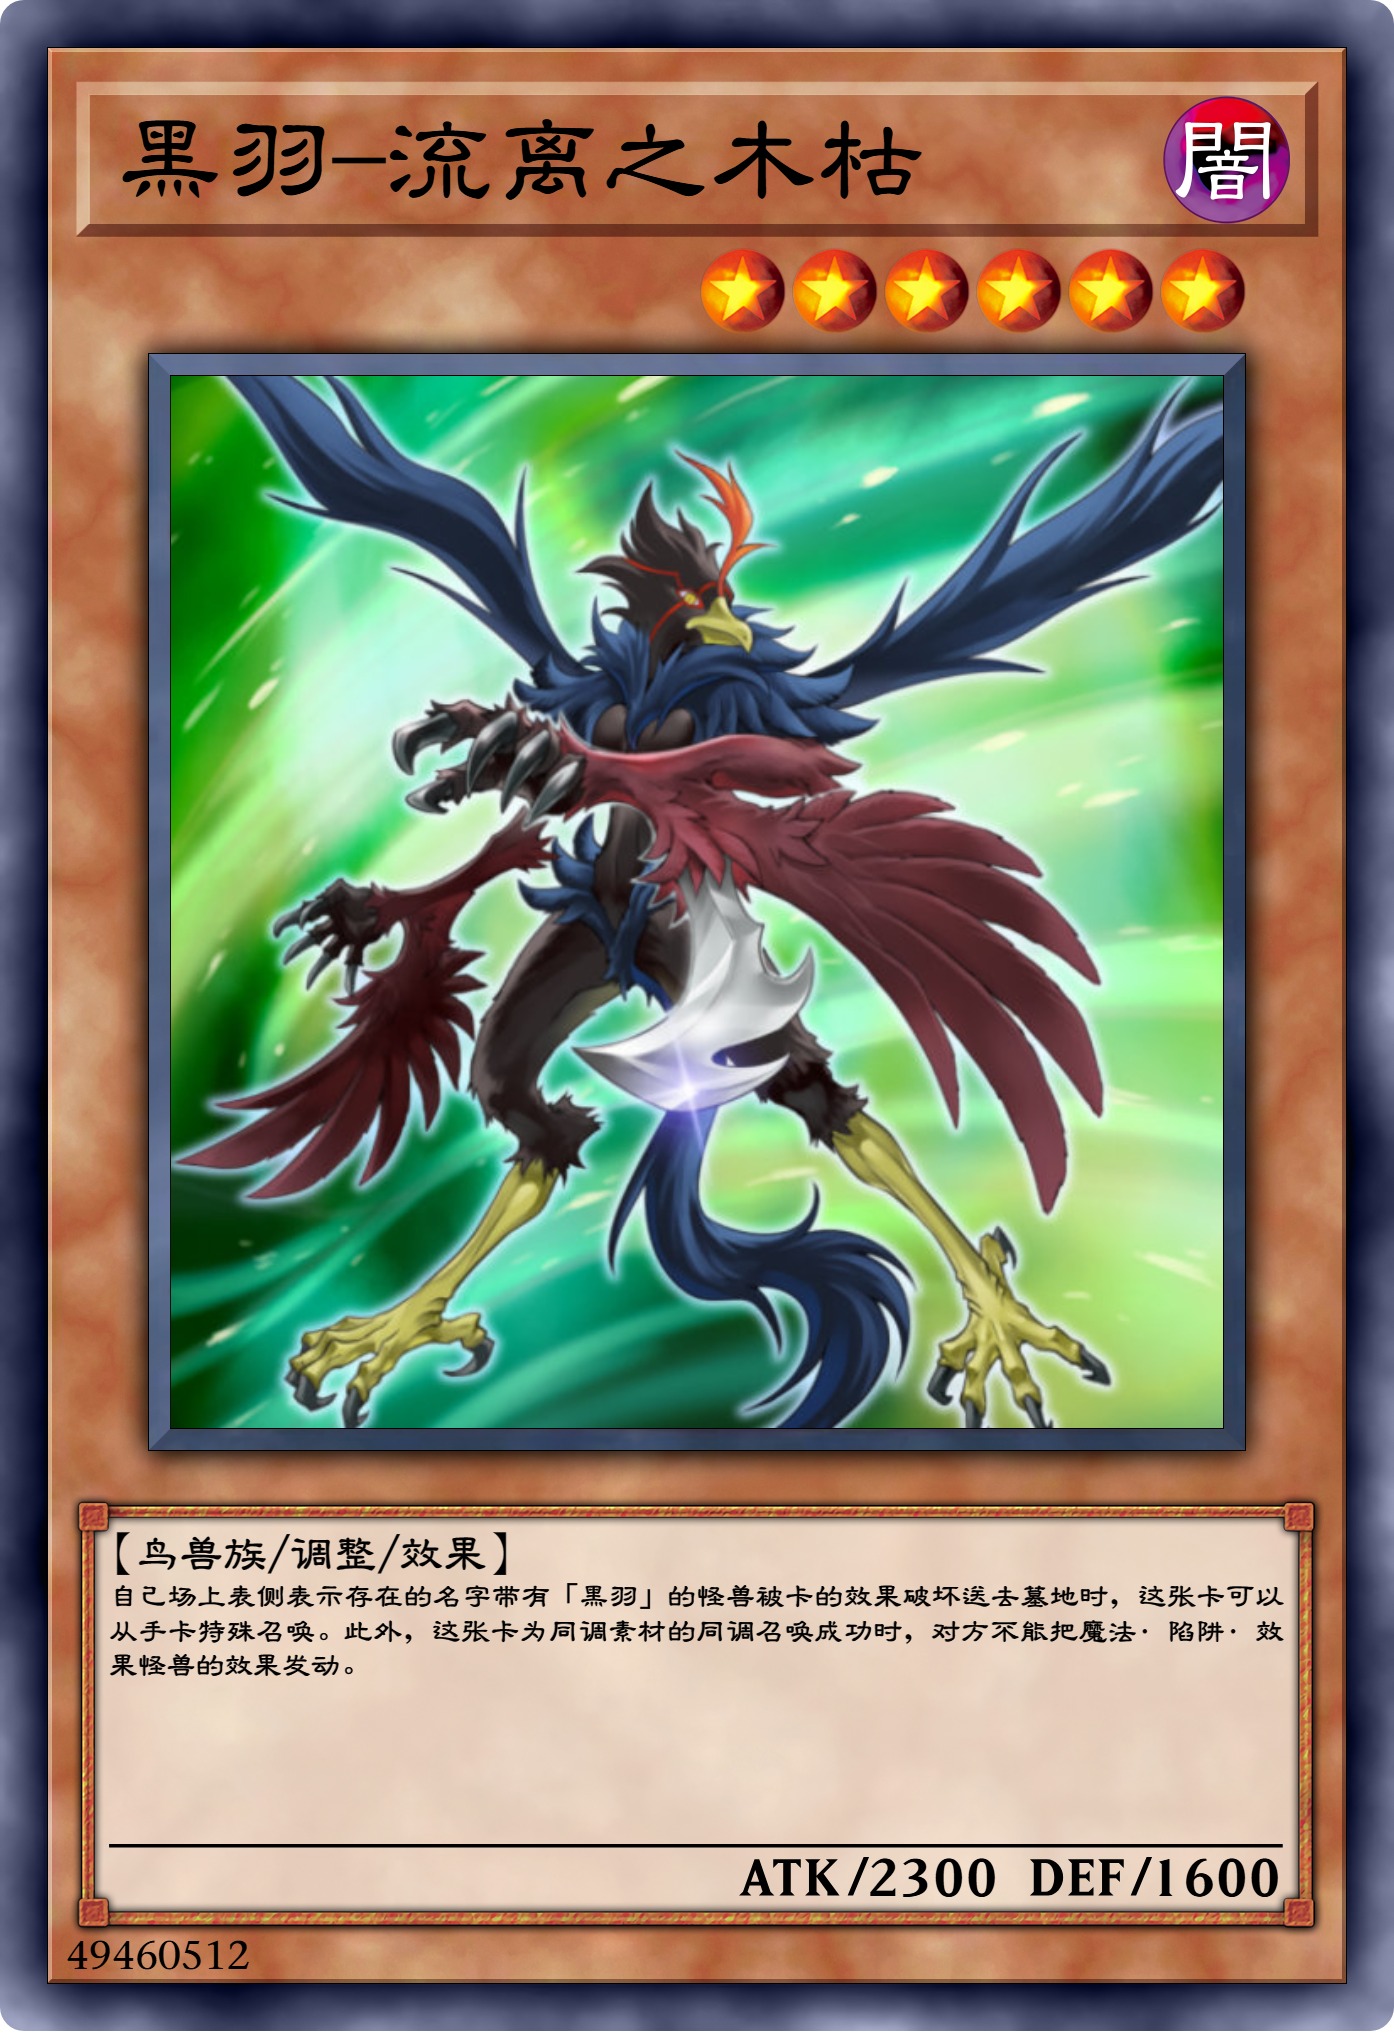 黑羽-流离之木枯
闇
【鸟兽族/调整/效果】
自己场上表侧表示存在的名字带有「黑羽」的怪兽被卡的效果破坏送去墓地时，这张卡可以
从手卡特殊召唤。此外，这张卡为同调素材的同调召唤成功时，对方不能把魔法·陷阱·效
果怪兽的效果发动。
ATK/2300 DEF/1600
49460512